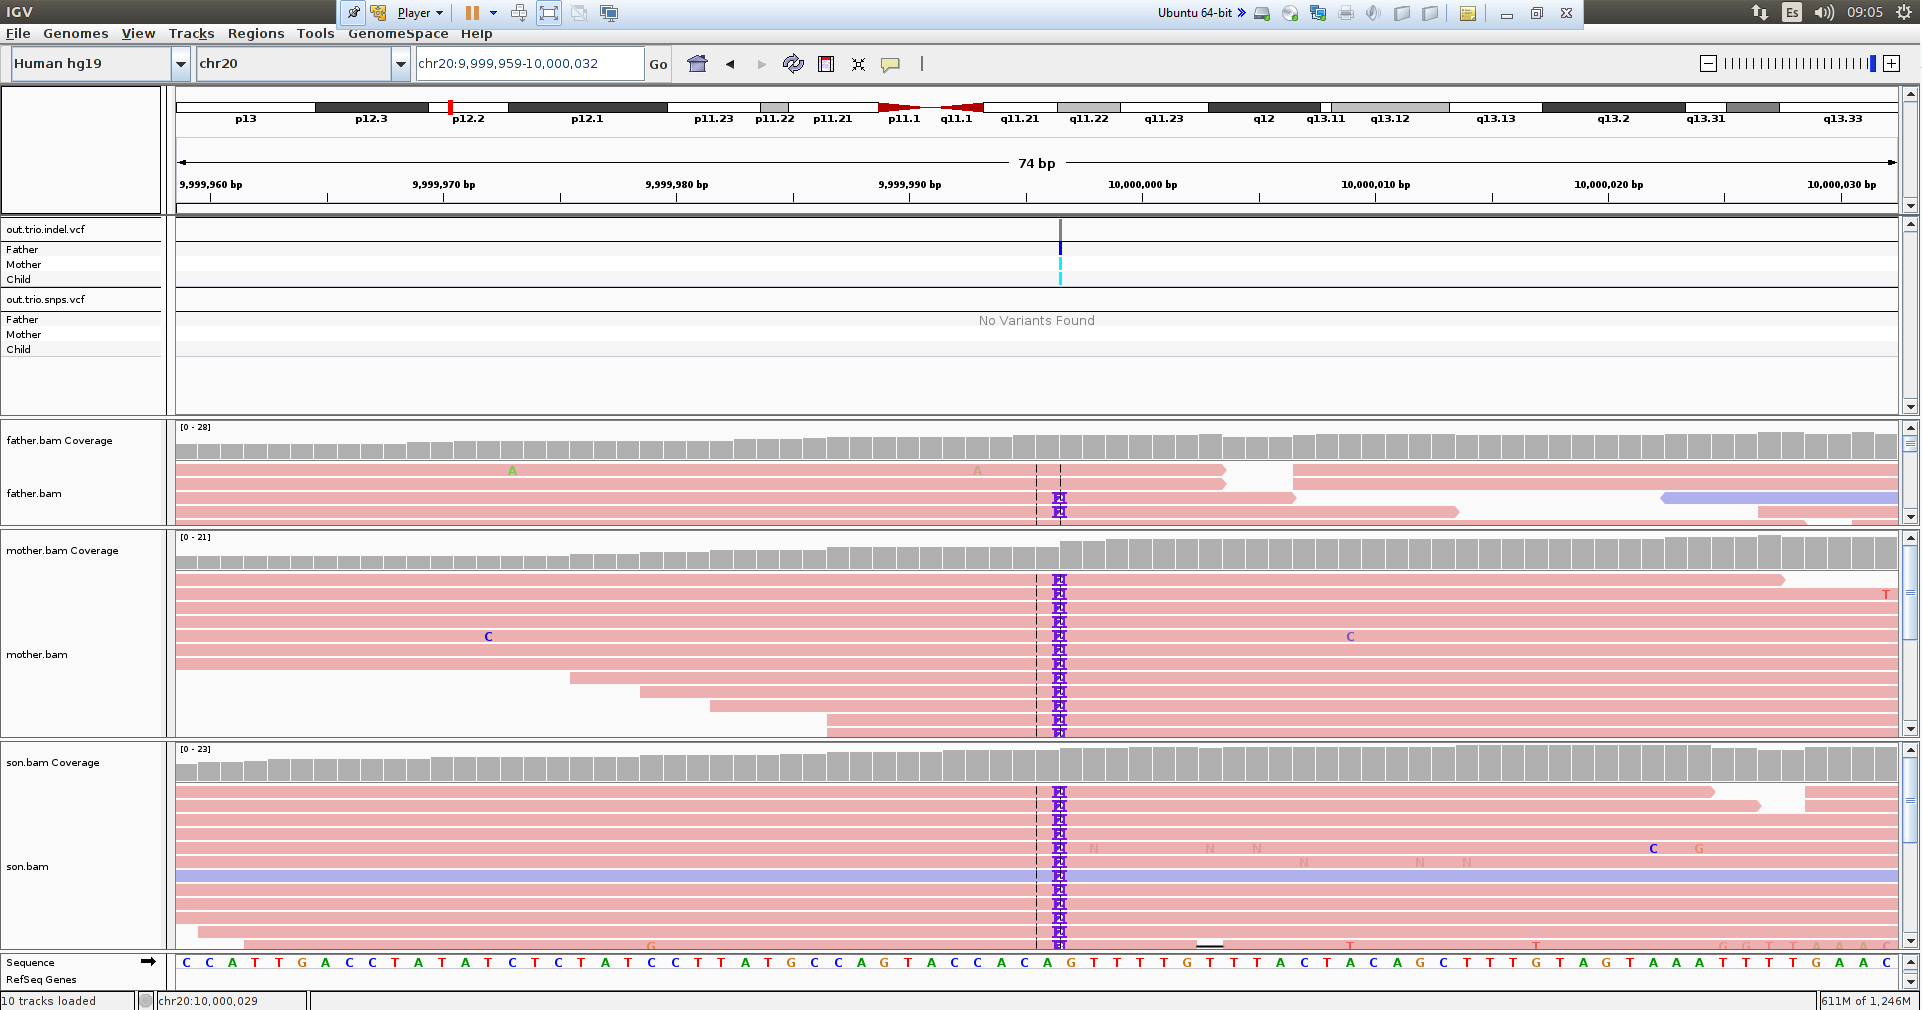 IGV
Player
Ubuntu 64-bit
Es
09:05
File Genomes View Tracks Regions Tools GenomeSpace Help
Human hg19
chr20
chr20:9,999,959-10,000,032
Go
p13 p12.3 p12.2 p12.1 p11.23 p11.22 p11.21 p11.1 q11.1 q11.21 q11.22 q11.23 q12 q13.11 q13.12 q13.13 q13.2 q13.31 q13.33
74 bp
9,999,960 bp 9,999,970 bp 9,999,980 bp 9,999,990 bp 10,000,000 bp 10,000,010 bp 10,000,020 bp 10,000,030 bp
out.trio.indel.vcf
Father
Mother
Child
out.trio.snps.vcf
Father
No Variants Found
Mother
Child
[0 - 28]
father.bam Coverage
A A
father.bam
[0 - 21]
mother.bam Coverage
T
C C
mother.bam
[0 - 23]
son.bam Coverage
N N N C G
N N N
son.bam
G T T G G T T A A A C
Sequence
C C A T T G A C C T A T A T C T C T A T C C T T A T G C C A G T A C C A C A G T T T T G T T T A C T A C A G C T T T G T A G T A A A T T T T G A A C
RefSeq Genes
10 tracks loaded
chr20:10,000,029
611M of 1,246M